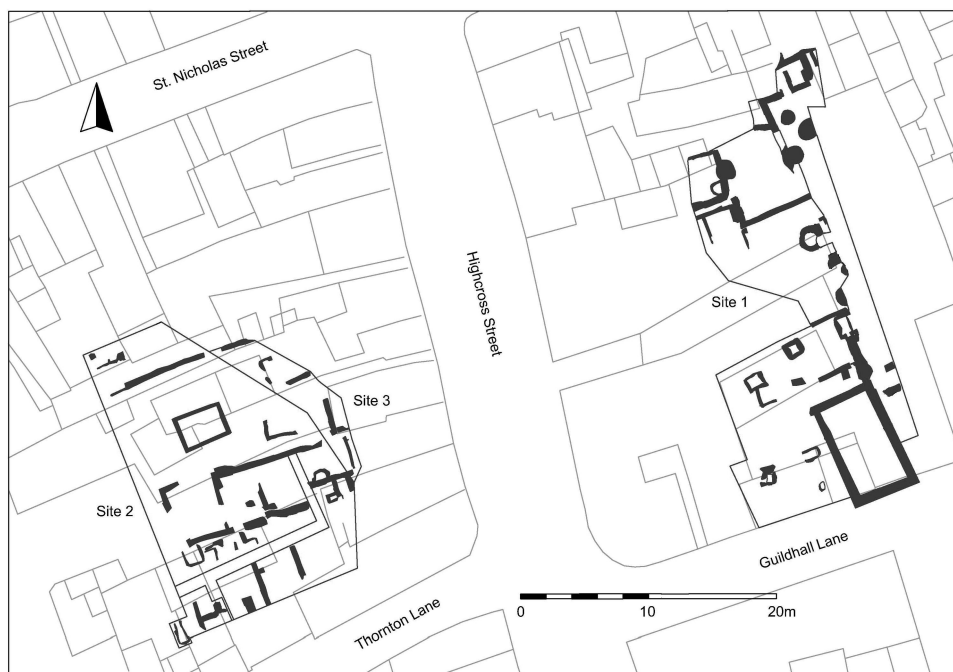 St. Nicholas Street
Highcross Street
Site 1
Site 3
Site 2
Guildhall Lane
0 10 20m
Thornton Lane